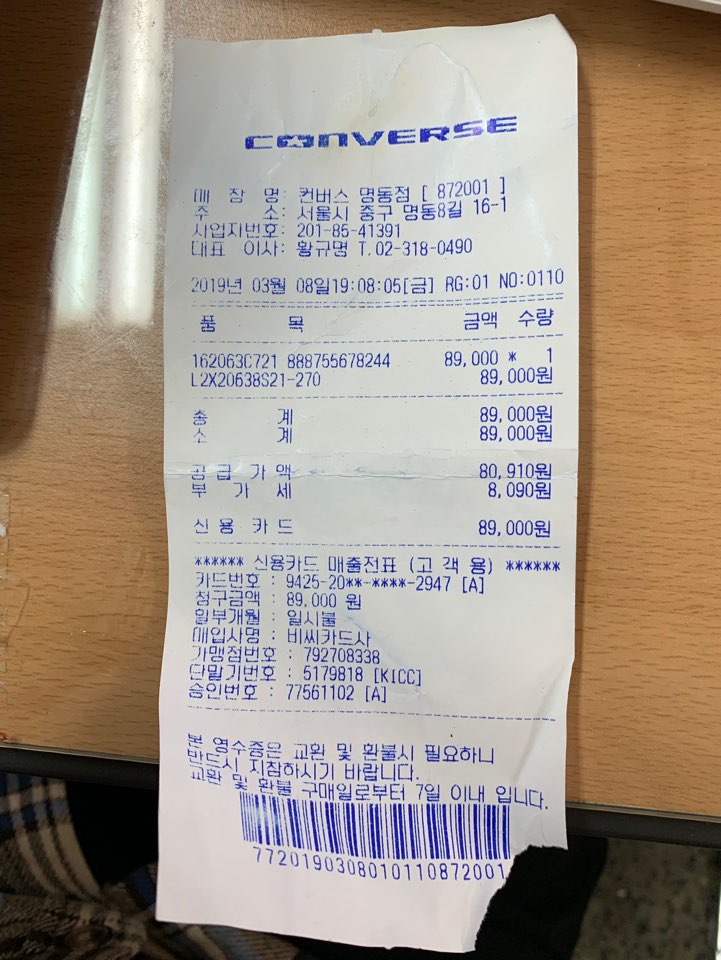 CONVERSE
매 장 명: 컨버스 명동점 [ 872001 ]
주 소: 서울시 중구 명동8길 16-1
사업자번호: 201-85-41391
대표 이사: 황규명 T.02-318-0490
2019년 03월 08일19:08:05[금] RG:01 NO:0110
품 목 금액 수량
162063C721 888755678244 89,000 * 1
L2X20638S21-270 89,000원
총 계 89,000원
소 계 89,000원
공 급 가 액 80,910원
부 가 세 8,090원
신 용 카 드 89,000원
****** 신용카드 매출전표 (고 객 용) ******
카드번호 : 9425-20**-****-2947 [A]
청구금액 : 89,000 원
할부개월 : 일시불
매입사명 : 비씨카드사
가맹점번호 : 792708338
단말기번호 : 5179818 [KICC]
승인번호 : 77561102 [A]
본 영수증은 교환 및 환불시 필요하니
반드시 지참하시기 바랍니다.
교환 및 환불 구매일로부터 7일 이내 입니다.
7720190308010110872001